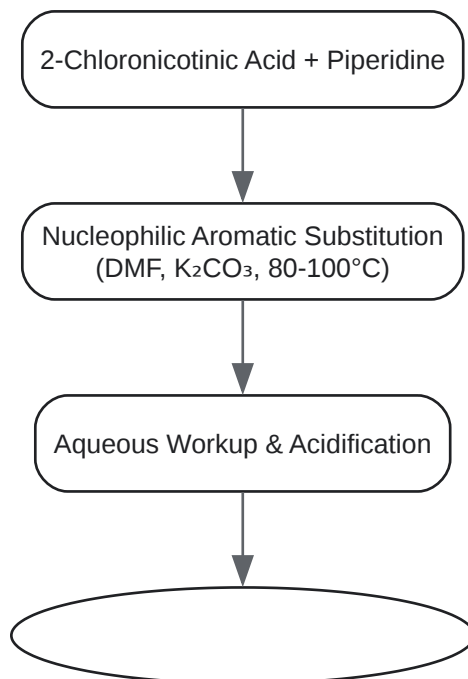 2-Chloronicotinic Acid + Piperidine
Nucleophilic Aromatic Substitution
(DMF, K₂CO₃, 80-100°C)
Aqueous Workup & Acidification